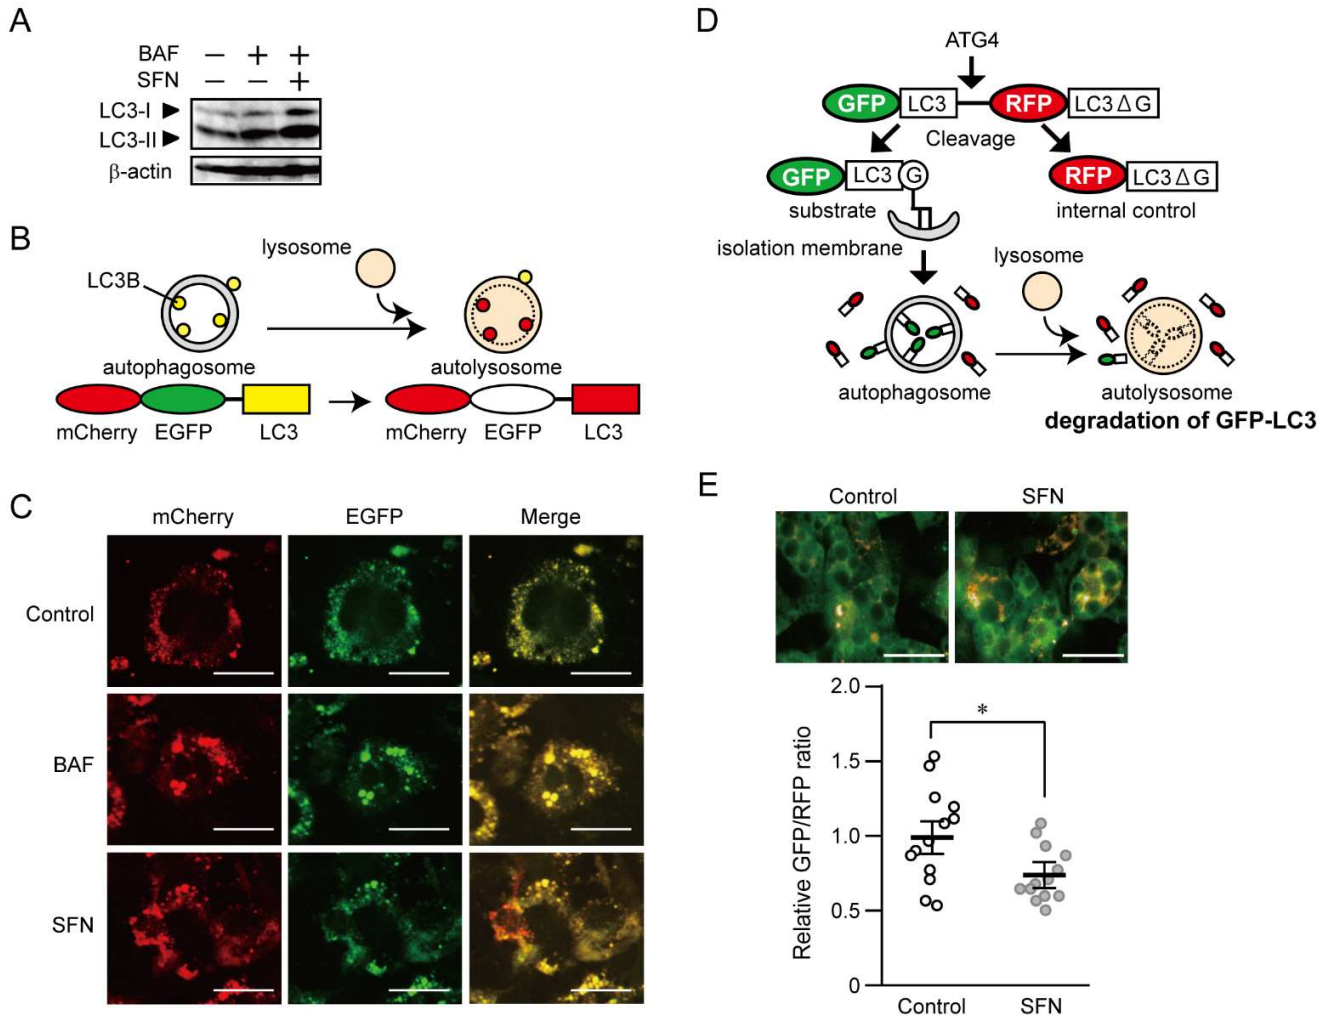 A
BAF − + +
SFN − − +
LC3-I
LC3-II
β-actin
B
lysosome
LC3B
autophagosome
autolysosome
mCherry EGFP LC3
mCherry EGFP LC3
C
mCherry EGFP Merge
Control
BAF
SFN
D
ATG4
GFP LC3 RFP LC3ΔG
Cleavage
GFP LC3 G
RFP LC3ΔG
substrate
internal control
isolation membrane
lysosome
autophagosome
autolysosome
degradation of GFP-LC3
E
Control SFN
Relative GFP/RFP ratio
2.0
1.5
1.0
0.5
0
*
Control SFN